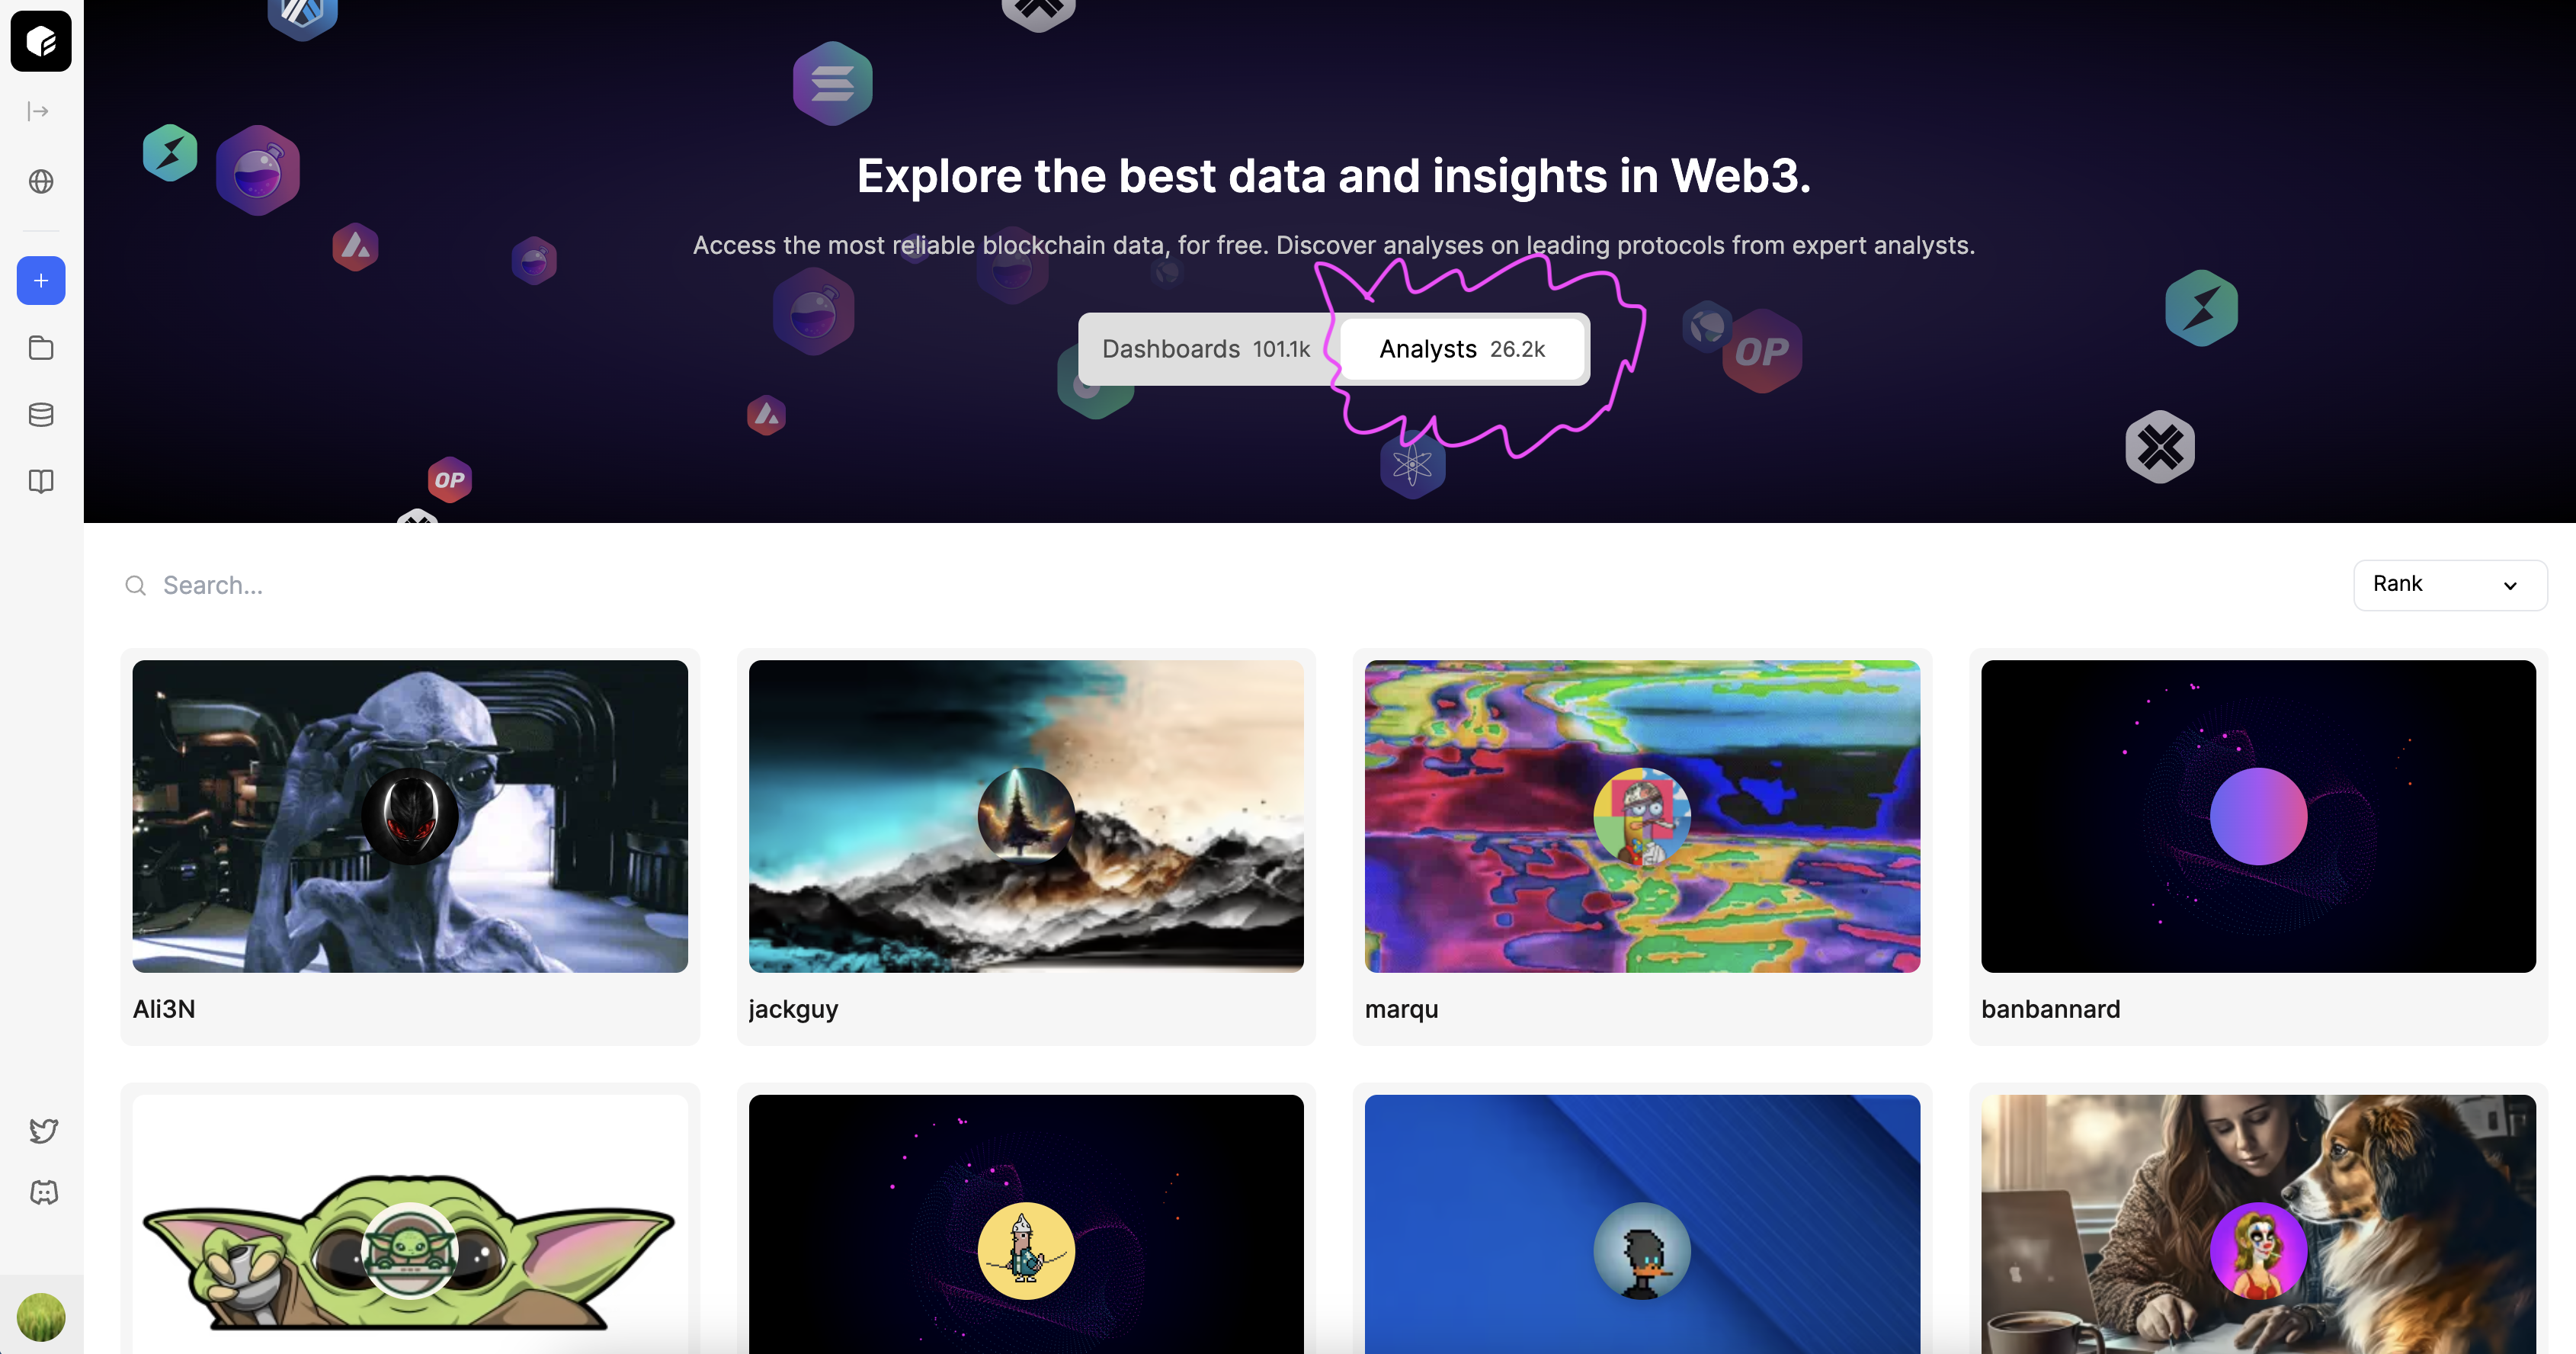 Explore the best data and insights in Web3.
Access the most reliable blockchain data, for free. Discover analyses on leading protocols from expert analysts.
Dashboards 101.1k Analysts 26.2k
OP
OP
Search...
Rank
Ali3N
jackguy
marqu
banbannard